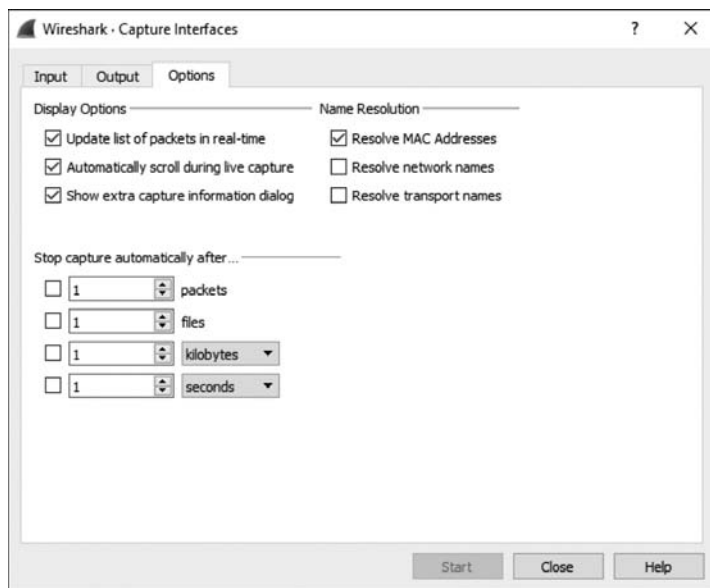 Wireshark · Capture Interfaces
? X
Input Output Options
Display Options
Update list of packets in real-time
Automatically scroll during live capture
Show extra capture information dialog
Name Resolution
Resolve MAC Addresses
Resolve network names
Resolve transport names
Stop capture automatically after...
1 packets
1 files
1 kilobytes
1 seconds
Start Close Help